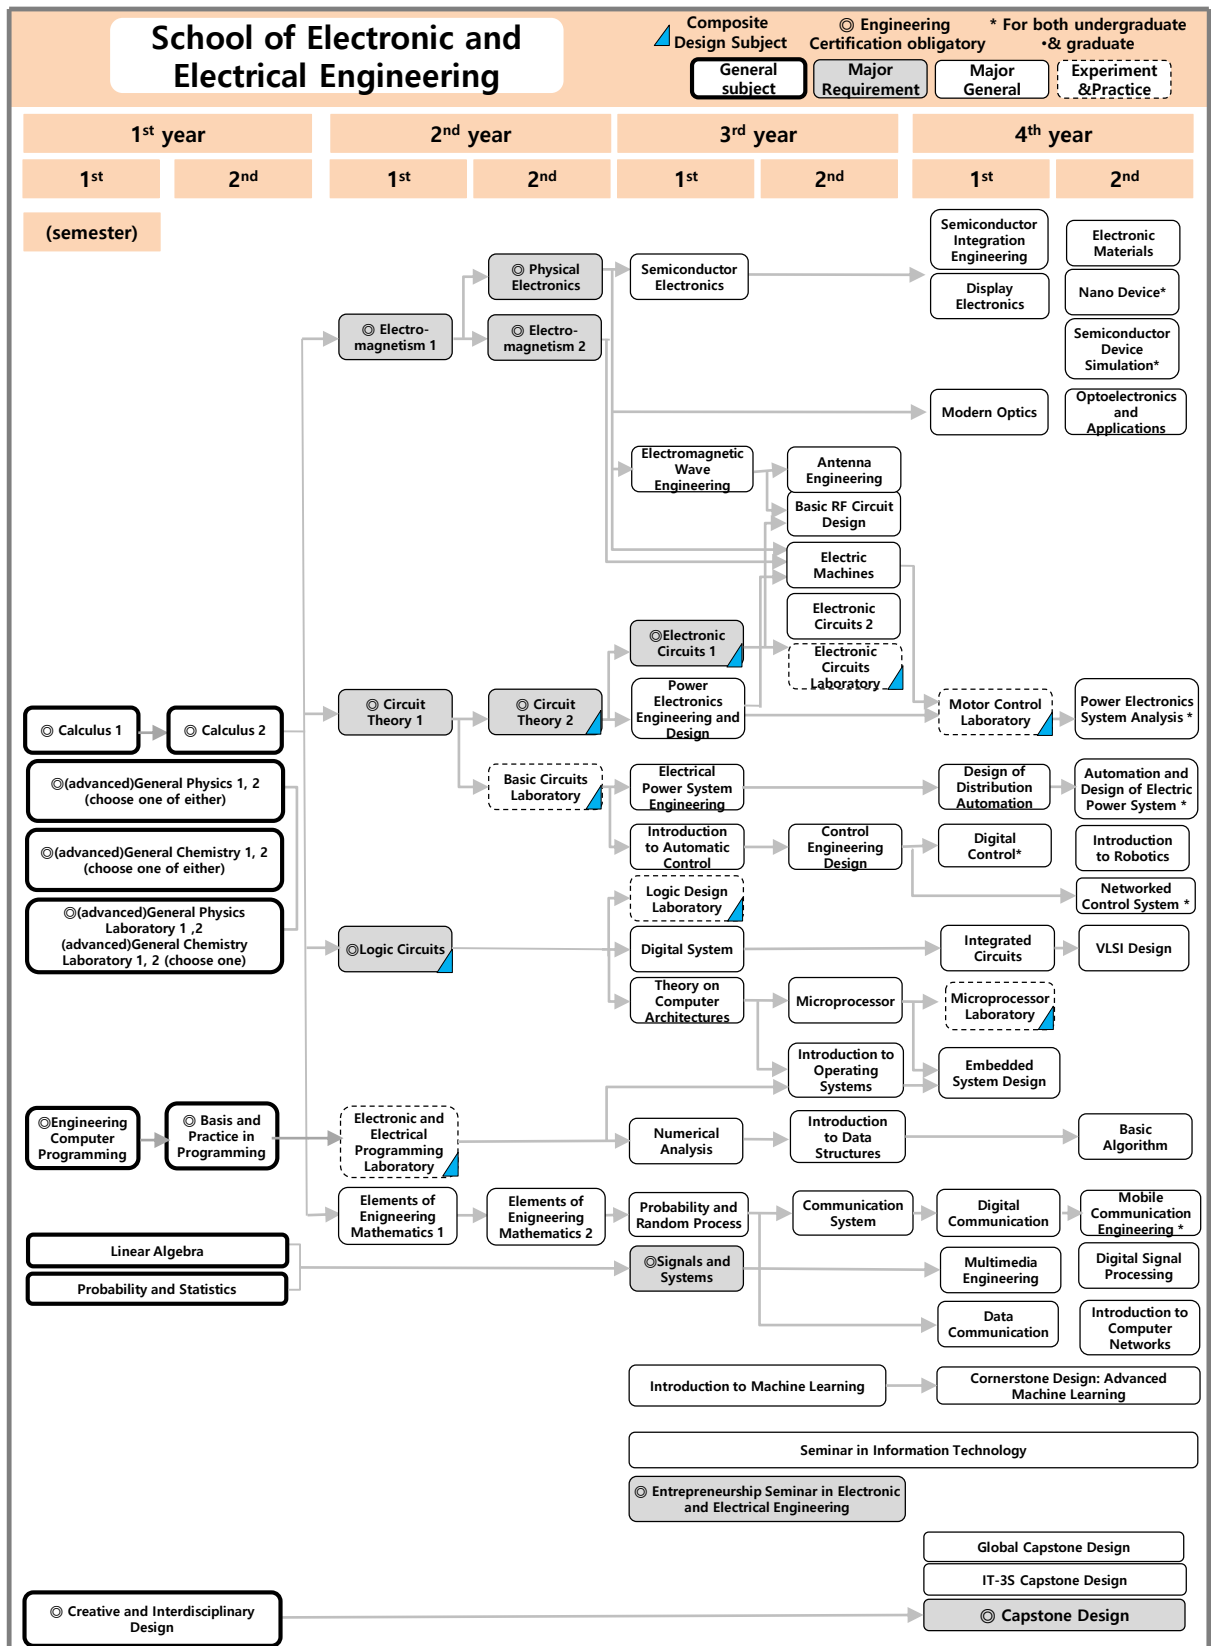 School of Electronic and
Electrical Engineering
Composite
Design Subject
◎ Engineering
Certification obligatory
* For both undergraduate
•& graduate
General
subject
Major
Requirement
Major
General
Experiment
&Practice
1st year
2nd year
3rd year
4th year
1st
2nd
1st
2nd
1st
2nd
1st
2nd
(semester)
Semiconductor
Integration
Engineering
Electronic
Materials
◎ Physical
Electronics
Semiconductor
Electronics
Display
Electronics
Nano Device*
◎ Electro-
magnetism 1
◎ Electro-
magnetism 2
Semiconductor
Device
Simulation*
Modern Optics
Optoelectronics
and
Applications
Electromagnetic
Wave
Engineering
Antenna
Engineering
Basic RF Circuit
Design
Electric
Machines
Electronic
Circuits 2
◎Electronic
Circuits 1
Electronic
Circuits
Laboratory
◎ Circuit
Theory 1
◎ Circuit
Theory 2
Power
Electronics
Engineering and
Design
Motor Control
Laboratory
Power Electronics
System Analysis *
◎ Calculus 1
◎ Calculus 2
◎(advanced)General Physics 1, 2
(choose one of either)
Basic Circuits
Laboratory
Electrical
Power System
Engineering
Design of
Distribution
Automation
Automation and
Design of Electric
Power System *
◎(advanced)General Chemistry 1, 2
(choose one of either)
Introduction
to Automatic
Control
Control
Engineering
Design
Digital
Control*
Introduction
to Robotics
Logic Design
Laboratory
Networked
Control System *
◎(advanced)General Physics
Laboratory 1 ,2
(advanced)General Chemistry
Laboratory 1, 2 (choose one)
◎Logic Circuits
Digital System
Integrated
Circuits
VLSI Design
Theory on
Computer
Architectures
Microprocessor
Microprocessor
Laboratory
Introduction to
Operating
Systems
Embedded
System Design
◎Engineering
Computer
Programming
◎ Basis and
Practice in
Programming
Electronic and
Electrical
Programming
Laboratory
Numerical
Analysis
Introduction
to Data
Structures
Basic
Algorithm
Elements of
Enigneering
Mathematics 1
Elements of
Enigneering
Mathematics 2
Probability and
Random Process
Communication
System
Digital
Communication
Mobile
Communication
Engineering *
Linear Algebra
Probability and Statistics
◎Signals and
Systems
Multimedia
Engineering
Digital Signal
Processing
Data
Communication
Introduction to
Computer
Networks
Introduction to Machine Learning
Cornerstone Design: Advanced
Machine Learning
Seminar in Information Technology
◎ Entrepreneurship Seminar in Electronic
and Electrical Engineering
Global Capstone Design
IT-3S Capstone Design
◎ Creative and Interdisciplinary
Design
◎ Capstone Design